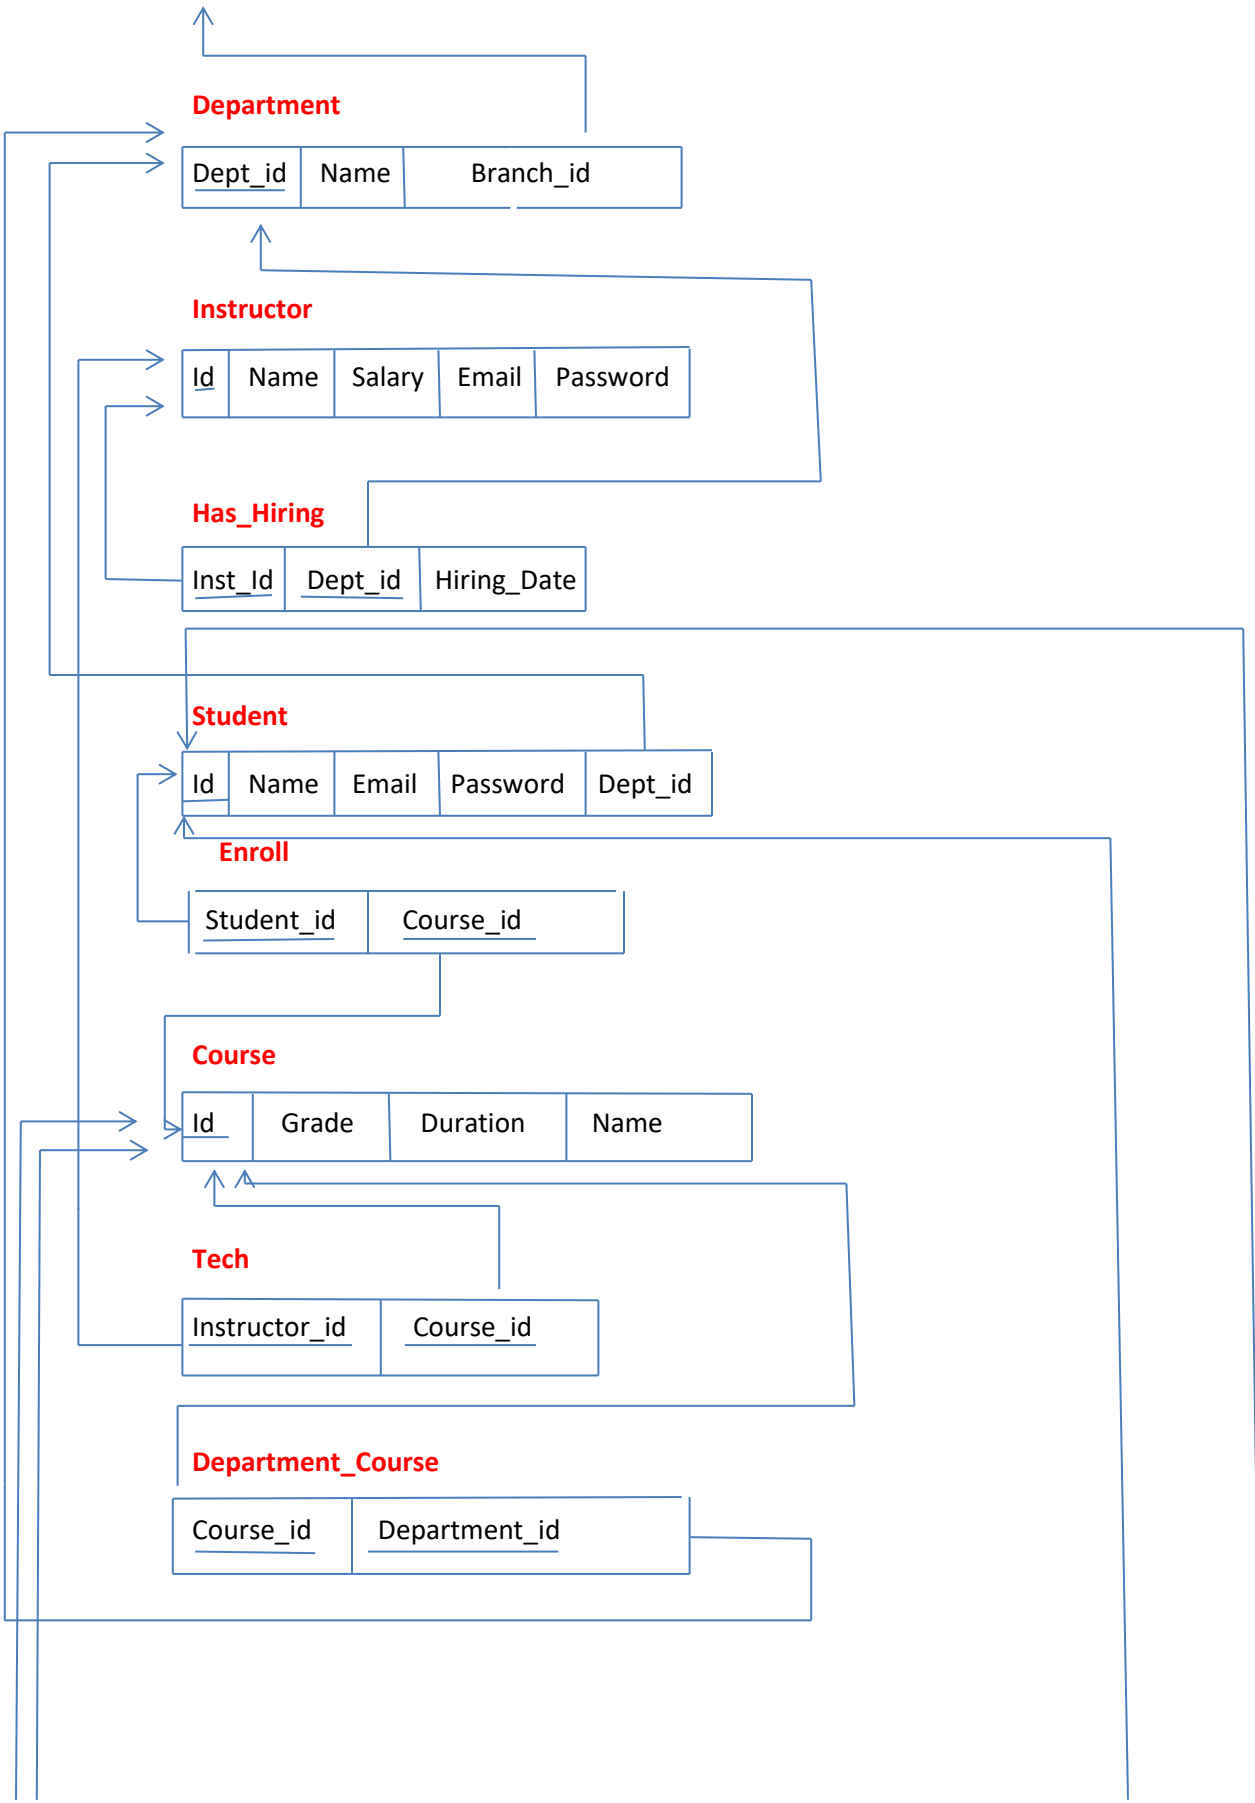 Department
Dept_id Name Branch_id
Instructor
Id Name Salary Email Password
Has_Hiring
Inst_Id Dept_id Hiring_Date
Student
Id Name Email Password Dept_id
Enroll
Student_id Course_id
Course
Id Grade Duration Name
Tech
Instructor_id Course_id
Department_Course
Course_id Department_id